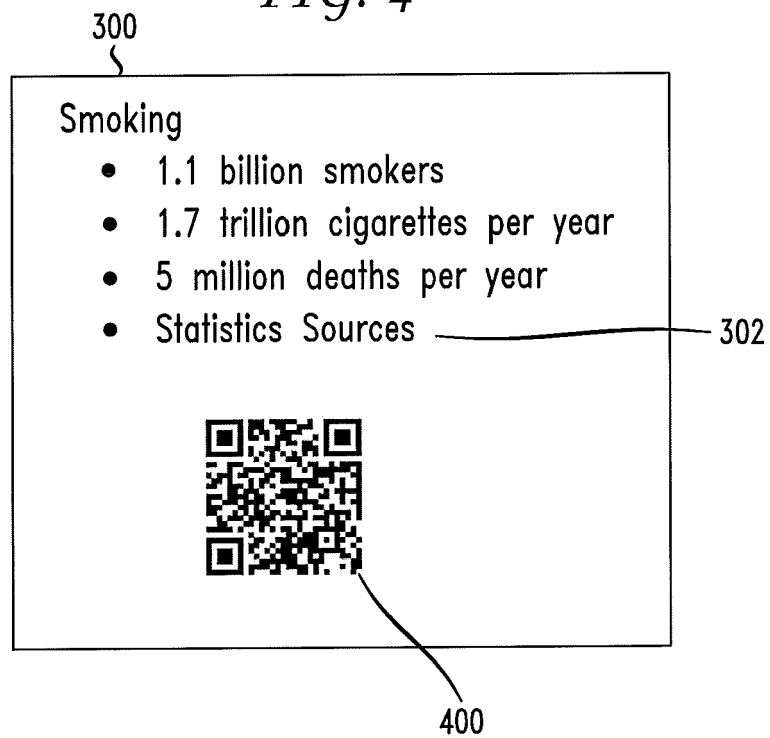 FIG. 4
300
Smoking
• 1.1 billion smokers
• 1.7 trillion cigarettes per year
• 5 million deaths per year
• Statistics Sources
302
400